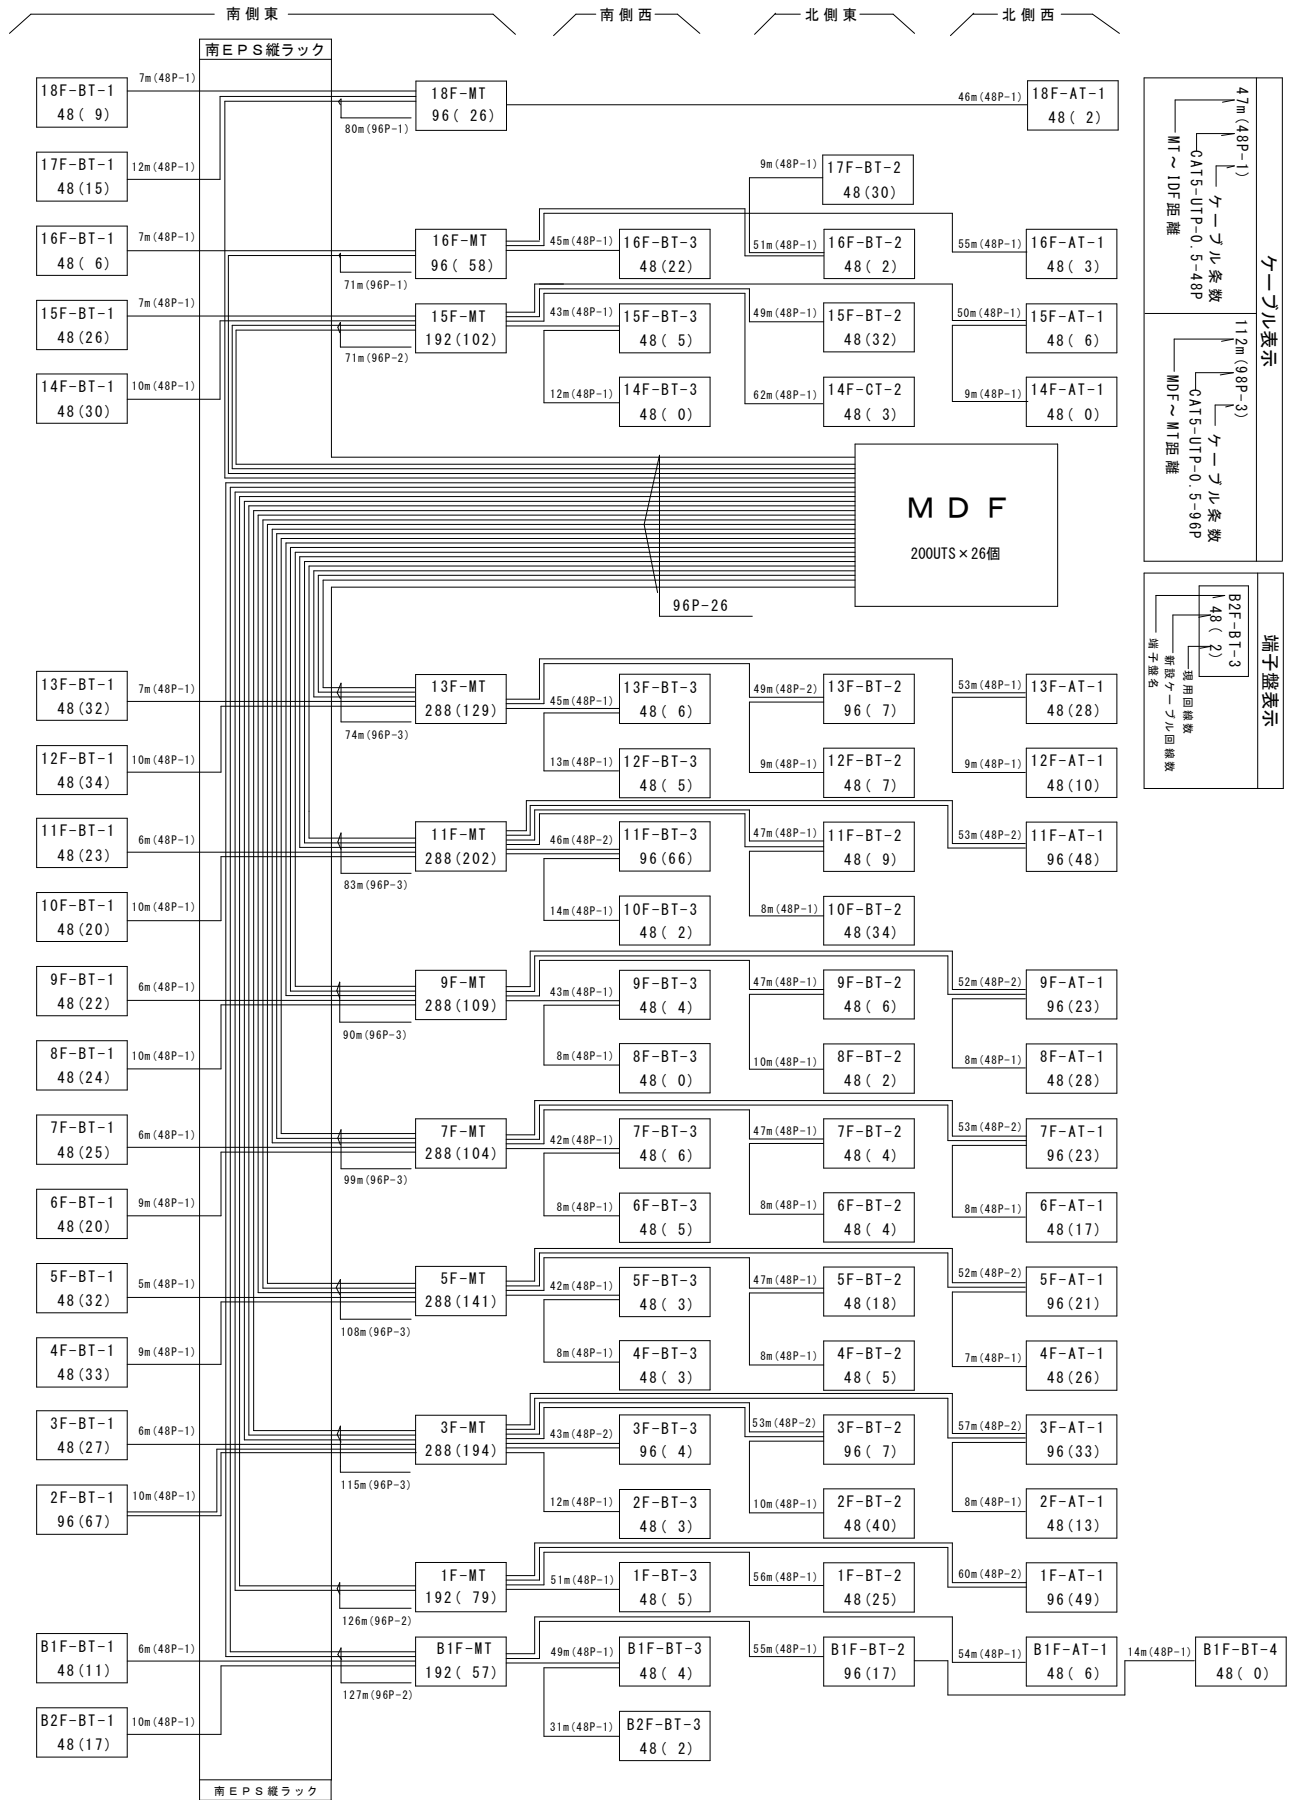 南側東
南側西
北側東
北側西
南EPS縦ラック
18F-BT-1
48( 9)
7m(48P-1)
80m(96P-1)
18F-MT
96( 26)
46m(48P-1)
18F-AT-1
48( 2)
17F-BT-1
48(15)
12m(48P-1)
9m(48P-1)
17F-BT-2
48(30)
16F-BT-1
48( 6)
7m(48P-1)
71m(96P-1)
16F-MT
96( 58)
45m(48P-1)
16F-BT-3
48(22)
51m(48P-1)
16F-BT-2
48( 2)
55m(48P-1)
16F-AT-1
48( 3)
15F-BT-1
48(26)
7m(48P-1)
71m(96P-2)
15F-MT
192(102)
43m(48P-1)
15F-BT-3
48( 5)
49m(48P-1)
15F-BT-2
48(32)
50m(48P-1)
15F-AT-1
48( 6)
14F-BT-1
48(30)
10m(48P-1)
12m(48P-1)
14F-BT-3
48( 0)
62m(48P-1)
14F-CT-2
48( 3)
9m(48P-1)
14F-AT-1
48( 0)
MDF
200UTS×26個
96P-26
13F-BT-1
48(32)
7m(48P-1)
74m(96P-3)
13F-MT
288(129)
45m(48P-1)
13F-BT-3
48( 6)
49m(48P-2)
13F-BT-2
96( 7)
53m(48P-1)
13F-AT-1
48(28)
12F-BT-1
48(34)
10m(48P-1)
13m(48P-1)
12F-BT-3
48( 5)
9m(48P-1)
12F-BT-2
48( 7)
9m(48P-1)
12F-AT-1
48(10)
11F-BT-1
48(23)
6m(48P-1)
83m(96P-3)
11F-MT
288(202)
46m(48P-2)
11F-BT-3
96(66)
47m(48P-1)
11F-BT-2
48( 9)
53m(48P-2)
11F-AT-1
96(48)
10F-BT-1
48(20)
10m(48P-1)
14m(48P-1)
10F-BT-3
48( 2)
8m(48P-1)
10F-BT-2
48(34)
9F-BT-1
48(22)
6m(48P-1)
90m(96P-3)
9F-MT
288(109)
43m(48P-1)
9F-BT-3
48( 4)
47m(48P-1)
9F-BT-2
48( 6)
52m(48P-2)
9F-AT-1
96(23)
8F-BT-1
48(24)
10m(48P-1)
8m(48P-1)
8F-BT-3
48( 0)
10m(48P-1)
8F-BT-2
48( 2)
8m(48P-1)
8F-AT-1
48(28)
7F-BT-1
48(25)
6m(48P-1)
99m(96P-3)
7F-MT
288(104)
42m(48P-1)
7F-BT-3
48( 6)
47m(48P-1)
7F-BT-2
48( 4)
53m(48P-2)
7F-AT-1
96(23)
6F-BT-1
48(20)
9m(48P-1)
8m(48P-1)
6F-BT-3
48( 5)
8m(48P-1)
6F-BT-2
48( 4)
8m(48P-1)
6F-AT-1
48(17)
5F-BT-1
48(32)
5m(48P-1)
108m(96P-3)
5F-MT
288(141)
42m(48P-1)
5F-BT-3
48( 3)
47m(48P-1)
5F-BT-2
48(18)
52m(48P-2)
5F-AT-1
96(21)
4F-BT-1
48(33)
9m(48P-1)
8m(48P-1)
4F-BT-3
48( 3)
8m(48P-1)
4F-BT-2
48( 5)
7m(48P-1)
4F-AT-1
48(26)
3F-BT-1
48(27)
6m(48P-1)
115m(96P-3)
3F-MT
288(194)
43m(48P-2)
3F-BT-3
96( 4)
53m(48P-2)
3F-BT-2
96( 7)
57m(48P-2)
3F-AT-1
96(33)
2F-BT-1
96(67)
10m(48P-1)
12m(48P-1)
2F-BT-3
48( 3)
10m(48P-1)
2F-BT-2
48(40)
8m(48P-1)
2F-AT-1
48(13)
126m(96P-2)
1F-MT
192( 79)
51m(48P-1)
1F-BT-3
48( 5)
56m(48P-1)
1F-BT-2
48(25)
60m(48P-2)
1F-AT-1
96(49)
B1F-BT-1
48(11)
6m(48P-1)
127m(96P-2)
B1F-MT
192( 57)
49m(48P-1)
B1F-BT-3
48( 4)
55m(48P-1)
B1F-BT-2
96(17)
54m(48P-1)
B1F-AT-1
48( 6)
14m(48P-1)
B1F-BT-4
48( 0)
B2F-BT-1
48(17)
10m(48P-1)
31m(48P-1)
B2F-BT-3
48( 2)
南EPS縦ラック
ケーブル表示
47m(48P-1)
ケーブル条数
CAT5-UTP-0.5-48P
MT～IDF距離
112m(98P-3)
ケーブル条数
CAT5-UTP-0.5-96P
MDF～MT距離
端子盤表示
B2F-BT-3
48( 2)
現用回線数
新設ケーブル回線数
端子盤名